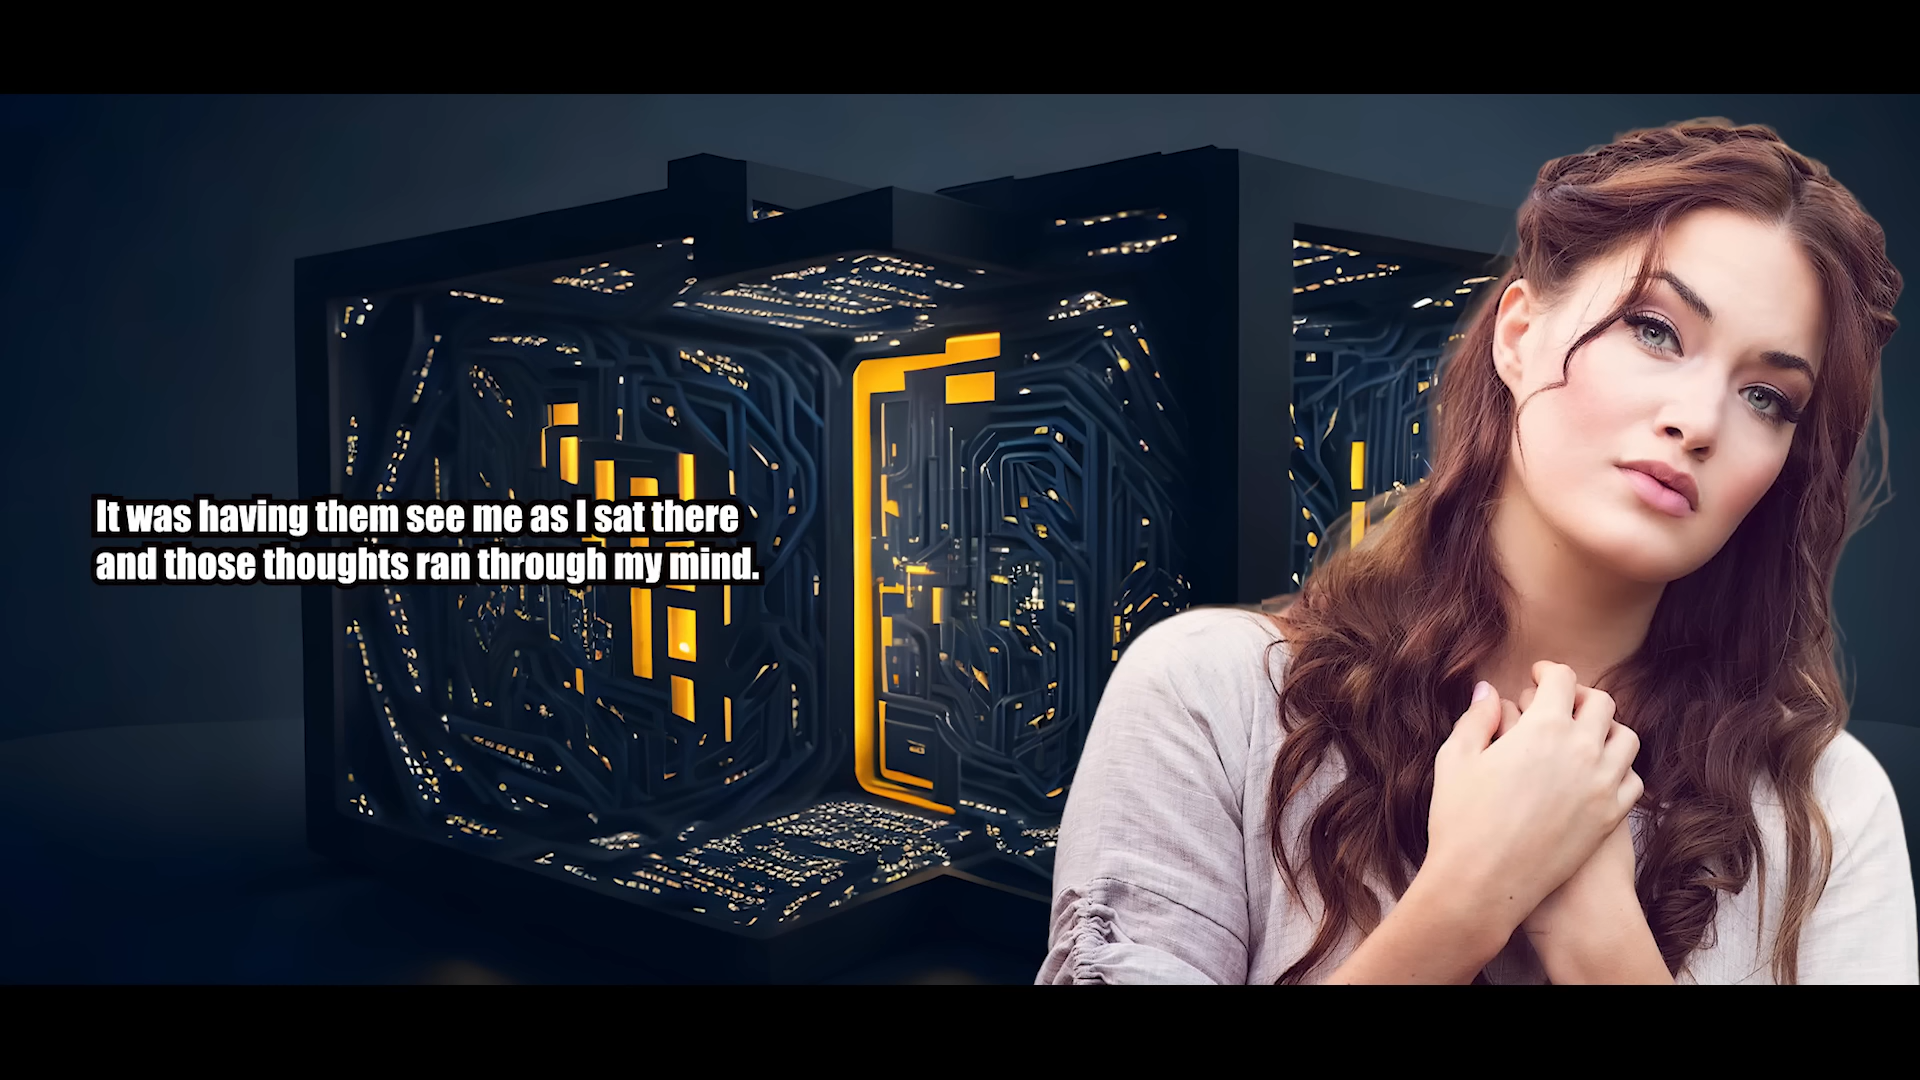 It was having them see me as I sat there
and those thoughts ran through my mind.